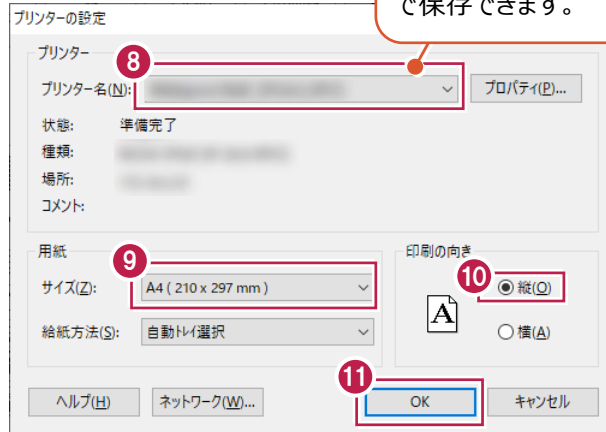 で保存できます。
プリンターの設定
プリンター
8
プリンター名(N):
プロパティ(P)...
状態: 準備完了
種類:
場所:
コメント:
用紙
9
サイズ(Z): A4 ( 210 x 297 mm )
給紙方法(S): 自動トレイ選択
印刷の向き
10
A
縦(O)
横(A)
11
ヘルプ(H) ネットワーク(W)... OK キャンセル